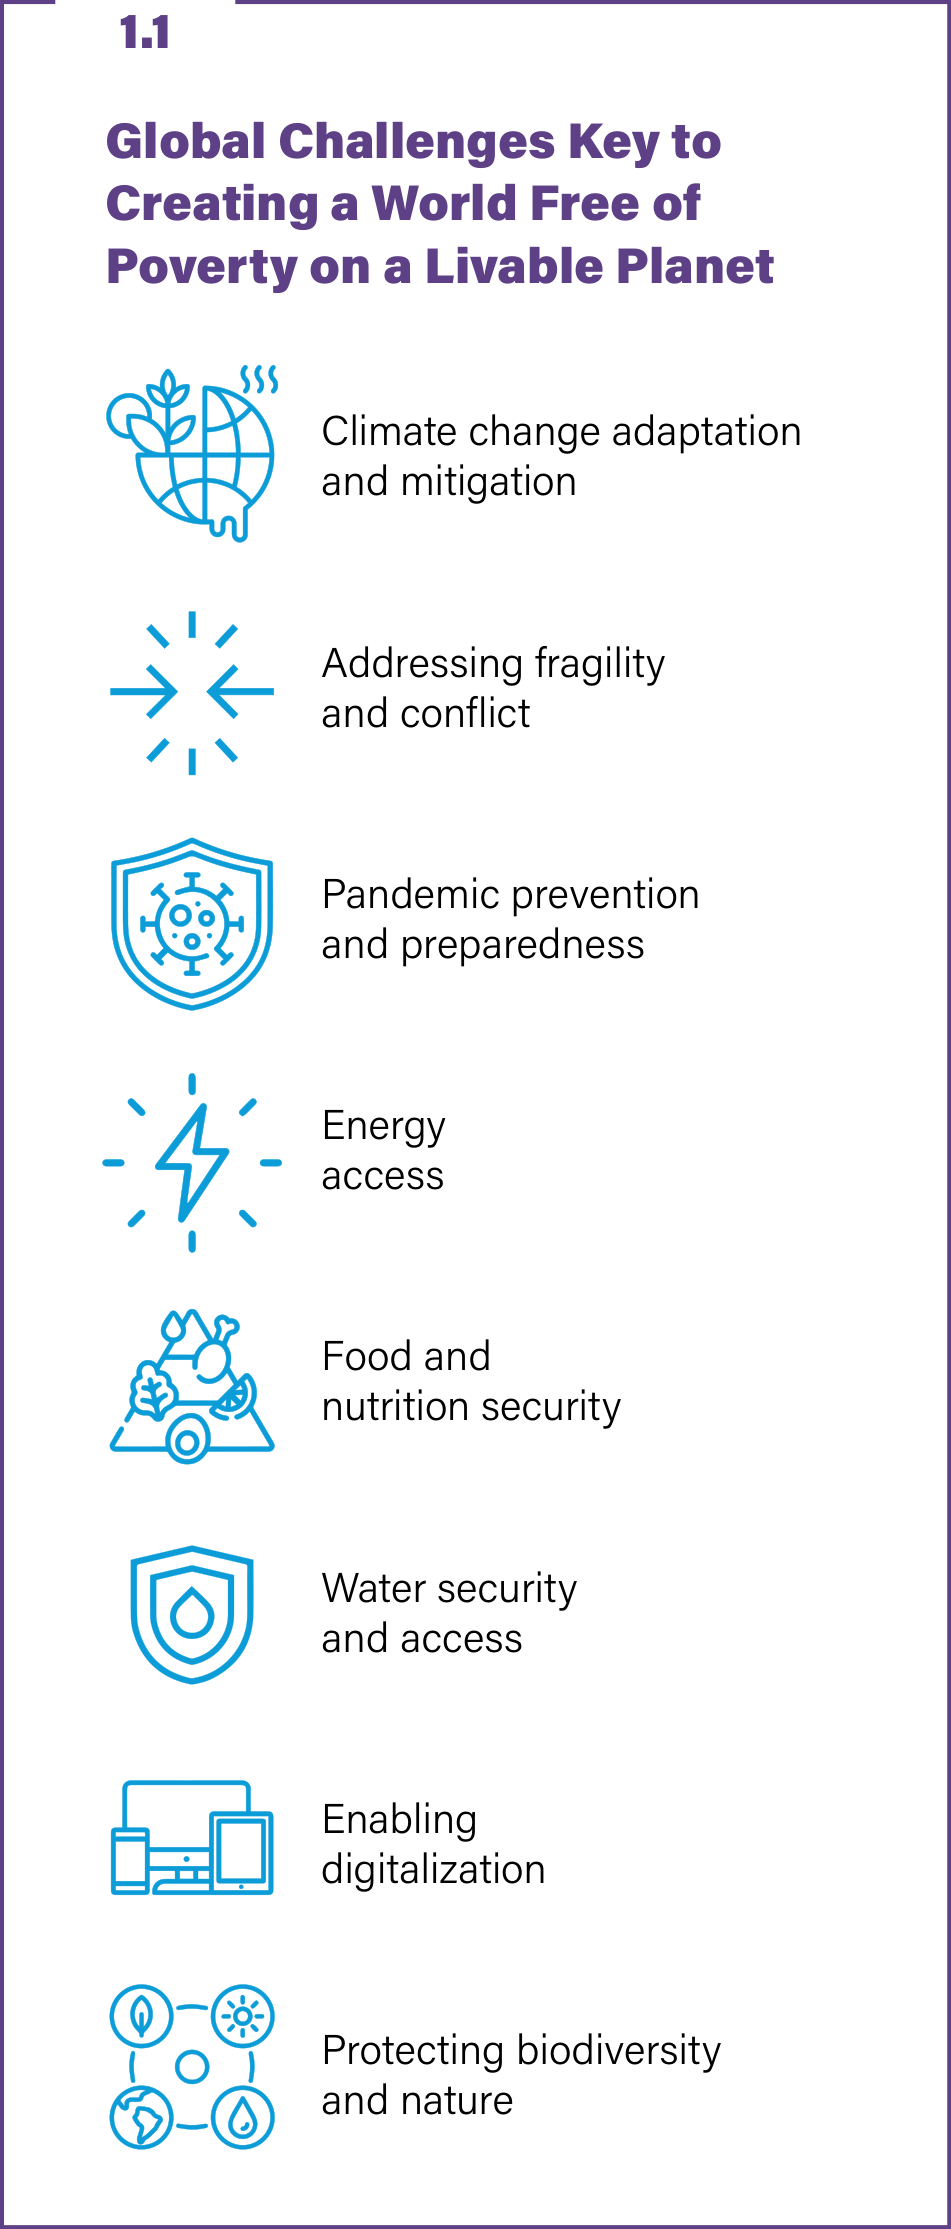 1.1
Global Challenges Key to
Creating a World Free of
Poverty on a Livable Planet
Climate change adaptation
and mitigation
Addressing fragility
and conflict
Pandemic prevention
and preparedness
Energy
access
Food and
nutrition security
Water security
and access
Enabling
digitalization
Protecting biodiversity
and nature